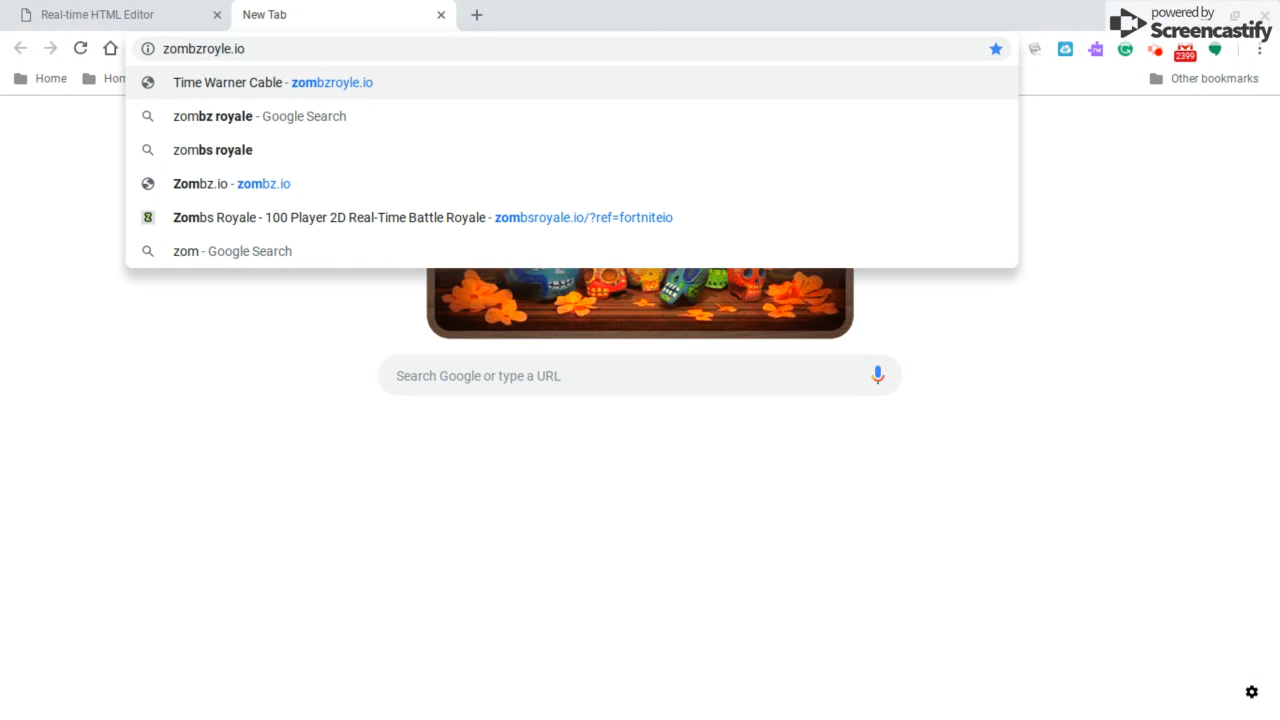 Real-time HTML Editor
New Tab
powered by
Screencastify
zombzroyle.io
2399
Home
Hom
Other bookmarks
Time Warner Cable - zombzroyle.io
zombz royale - Google Search
zombs royale
Zombz.io - zombz.io
Zombs Royale - 100 Player 2D Real-Time Battle Royale - zombsroyale.io/?ref=fortniteio
zom - Google Search
Search Google or type a URL